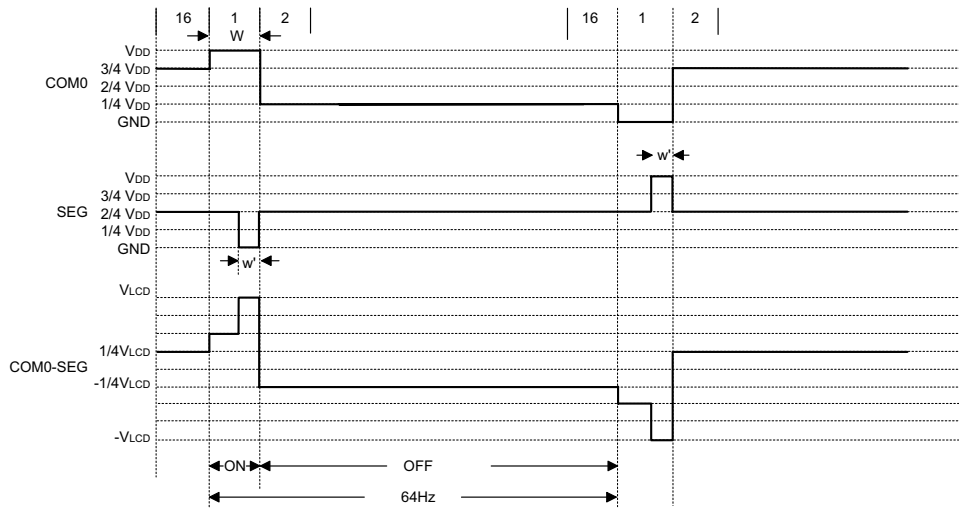 16 1 2 16 1 2
W
VDD
3/4 VDD
COM0
2/4 VDD
1/4 VDD
GND
w'
VDD
3/4 VDD
SEG
2/4 VDD
1/4 VDD
GND
w'
VLCD
1/4VLCD
COM0-SEG
-1/4VLCD
-VLCD
ON OFF
64Hz